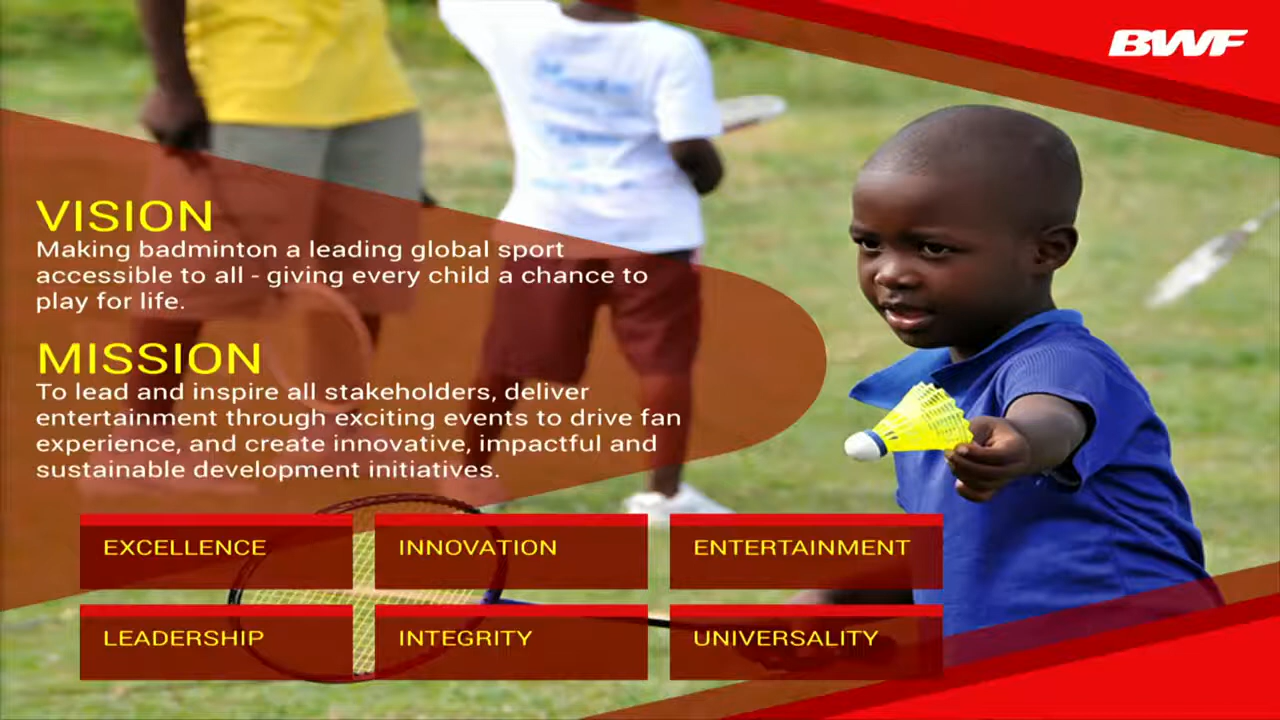 BWF
VISION
Making badminton a leading global sport
accessible to all - giving every child a chance to
play for life.
MISSION
To lead and inspire all stakeholders, deliver
entertainment through exciting events to drive fan
experience, and create innovative, impactful and
sustainable development initiatives.
EXCELLENCE
INNOVATION
ENTERTAINMENT
LEADERSHIP
INTEGRITY
UNIVERSALITY